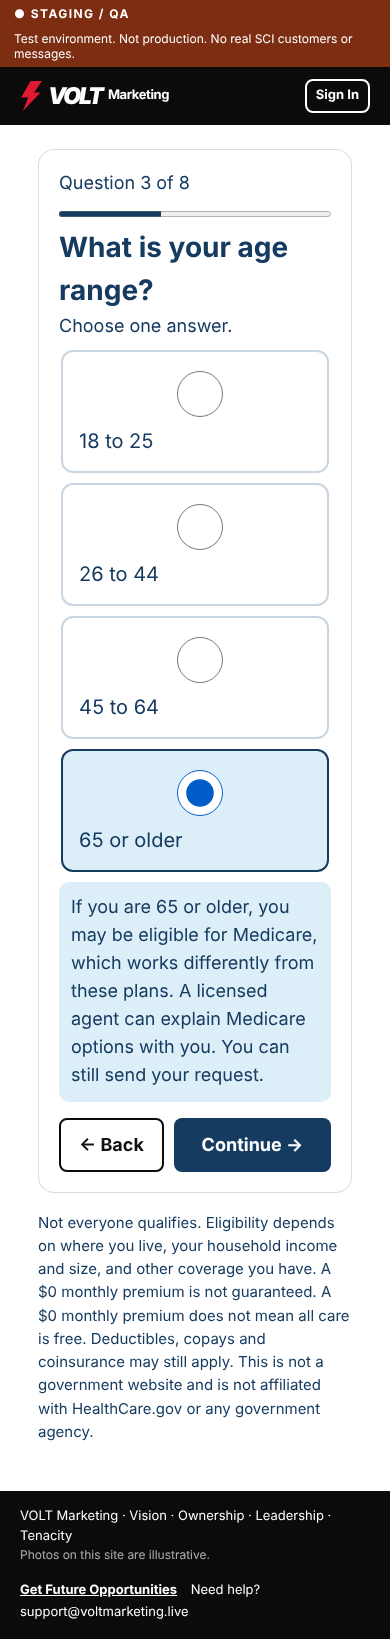 STAGING / QA
Test environment. Not production. No real SCI customers or
messages.
VOLT Marketing
Sign In
Question 3 of 8
What is your age
range?
Choose one answer.
18 to 25
26 to 44
45 to 64
65 or older
If you are 65 or older, you
may be eligible for Medicare,
which works differently from
these plans. A licensed
agent can explain Medicare
options with you. You can
still send your request.
← Back
Continue →
Not everyone qualifies. Eligibility depends
on where you live, your household income
and size, and other coverage you have. A
$0 monthly premium is not guaranteed. A
$0 monthly premium does not mean all care
is free. Deductibles, copays and
coinsurance may still apply. This is not a
government website and is not affiliated
with HealthCare.gov or any government
agency.
VOLT Marketing · Vision · Ownership · Leadership ·
Tenacity
Photos on this site are illustrative.
Get Future Opportunities Need help?
support@voltmarketing.live